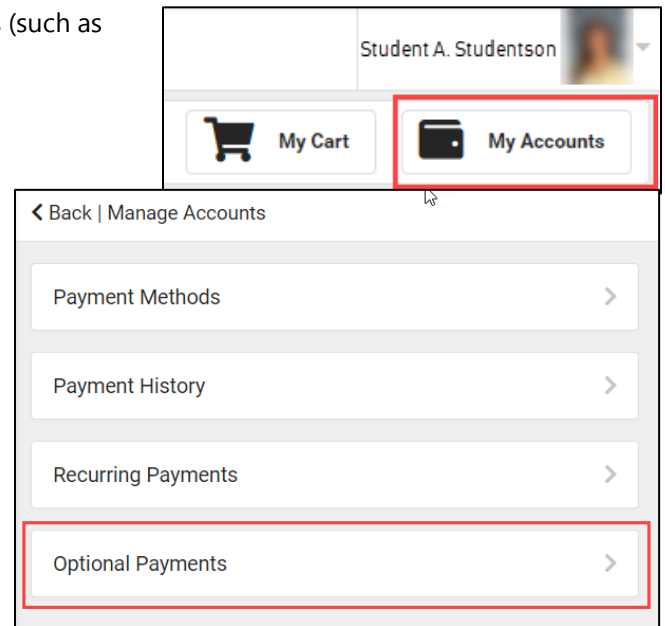 (such as
Student A. Studentson
My Cart
My Accounts
Back | Manage Accounts
Payment Methods
Payment History
Recurring Payments
Optional Payments